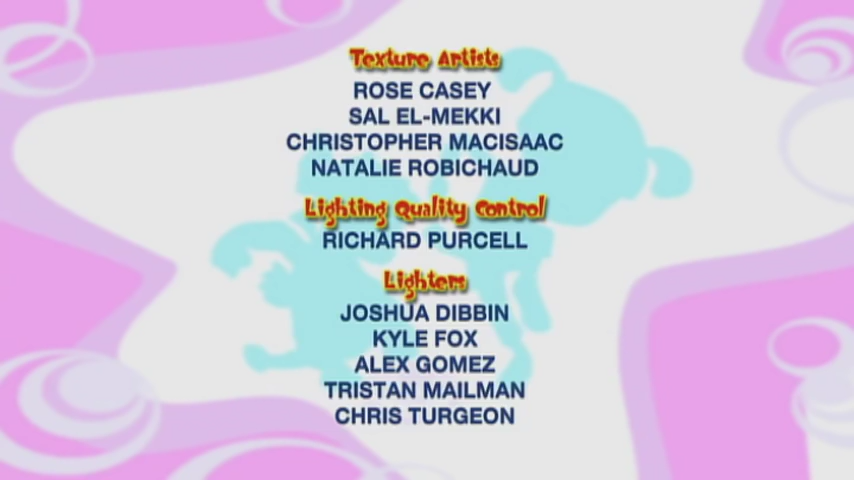 Texture Artists
ROSE CASEY
SAL EL-MEKKI
CHRISTOPHER MACISAAC
NATALIE ROBICHAUD
Lighting Quality Control
RICHARD PURCELL
Lighters
JOSHUA DIBBIN
KYLE FOX
ALEX GOMEZ
TRISTAN MAILMAN
CHRIS TURGEON